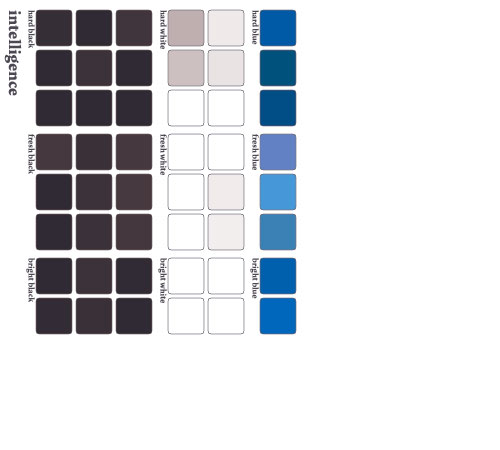 intelligence
hard black
fresh black
bright black
hard white
fresh white
bright white
hard blue
fresh blue
bright blue